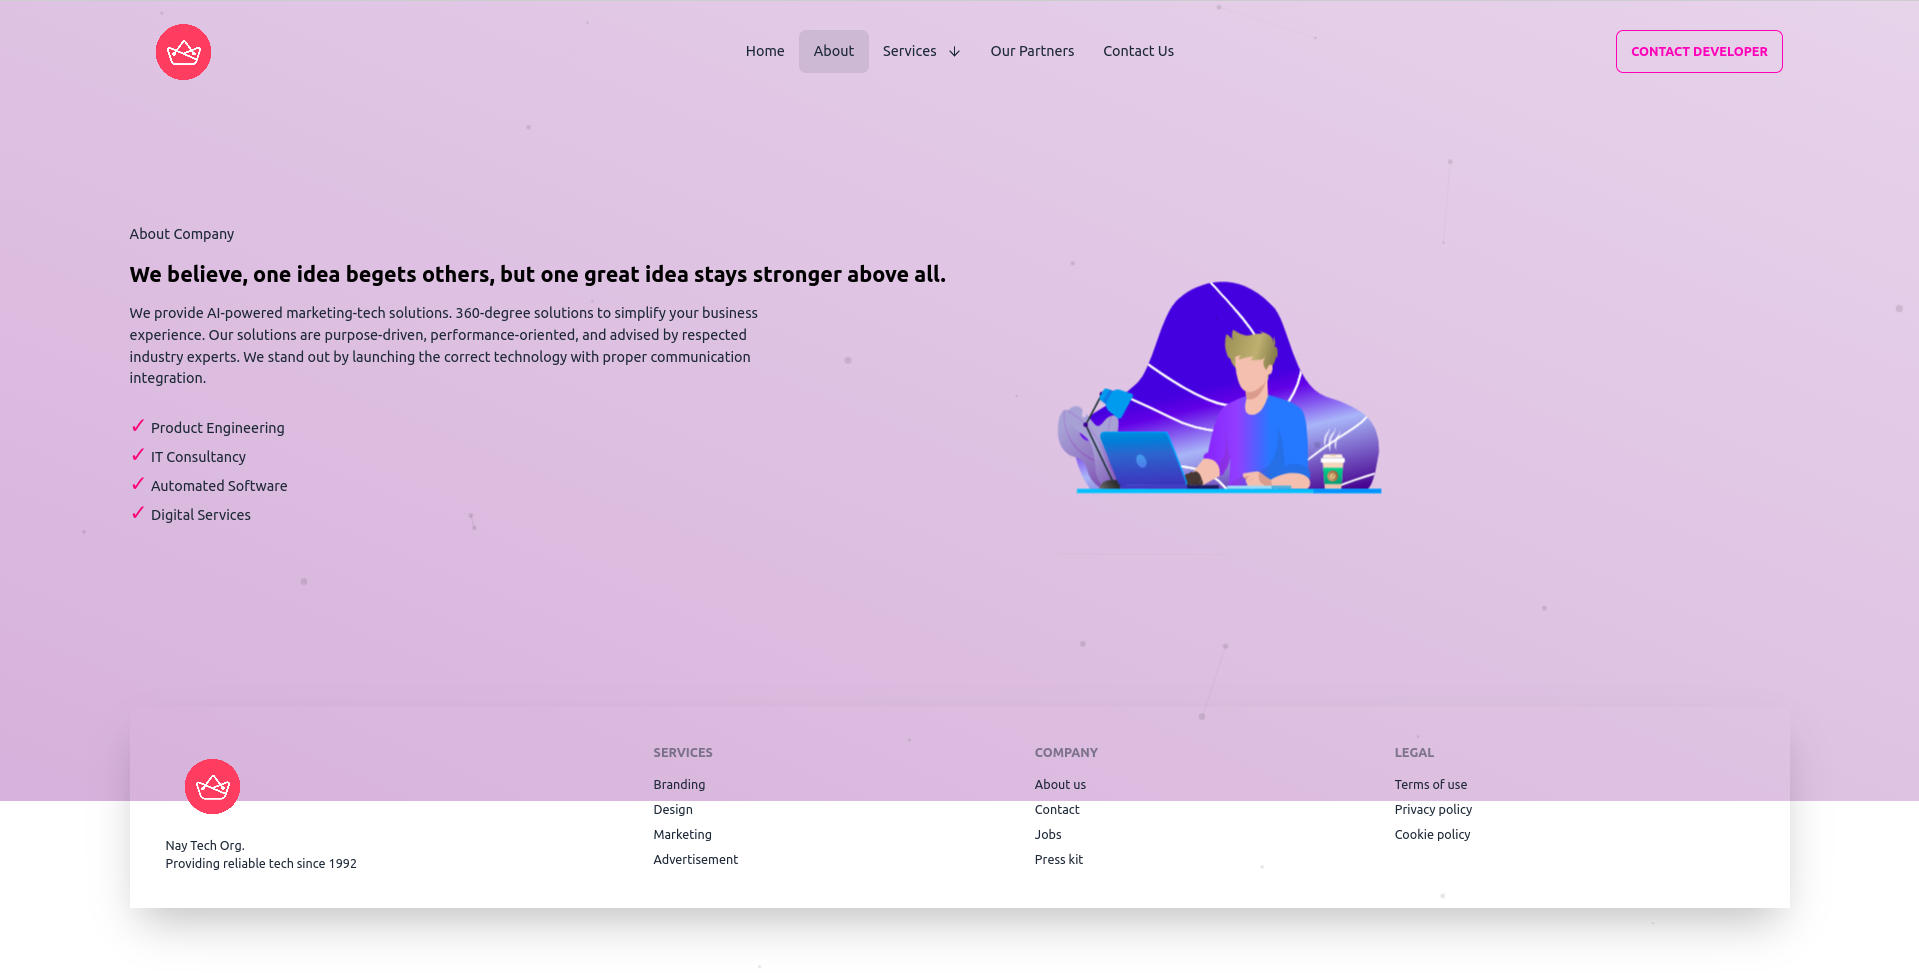 Home About Services Our Partners Contact Us CONTACT DEVELOPER
About Company
We believe, one idea begets others, but one great idea stays stronger above all.
We provide AI-powered marketing-tech solutions. 360-degree solutions to simplify your business
experience. Our solutions are purpose-driven, performance-oriented, and advised by respected
industry experts. We stand out by launching the correct technology with proper communication
integration.
✓ Product Engineering
✓ IT Consultancy
✓ Automated Software
✓ Digital Services
Nay Tech Org.
Providing reliable tech since 1992
SERVICES
Branding
Design
Marketing
Advertisement
COMPANY
About us
Contact
Jobs
Press kit
LEGAL
Terms of use
Privacy policy
Cookie policy